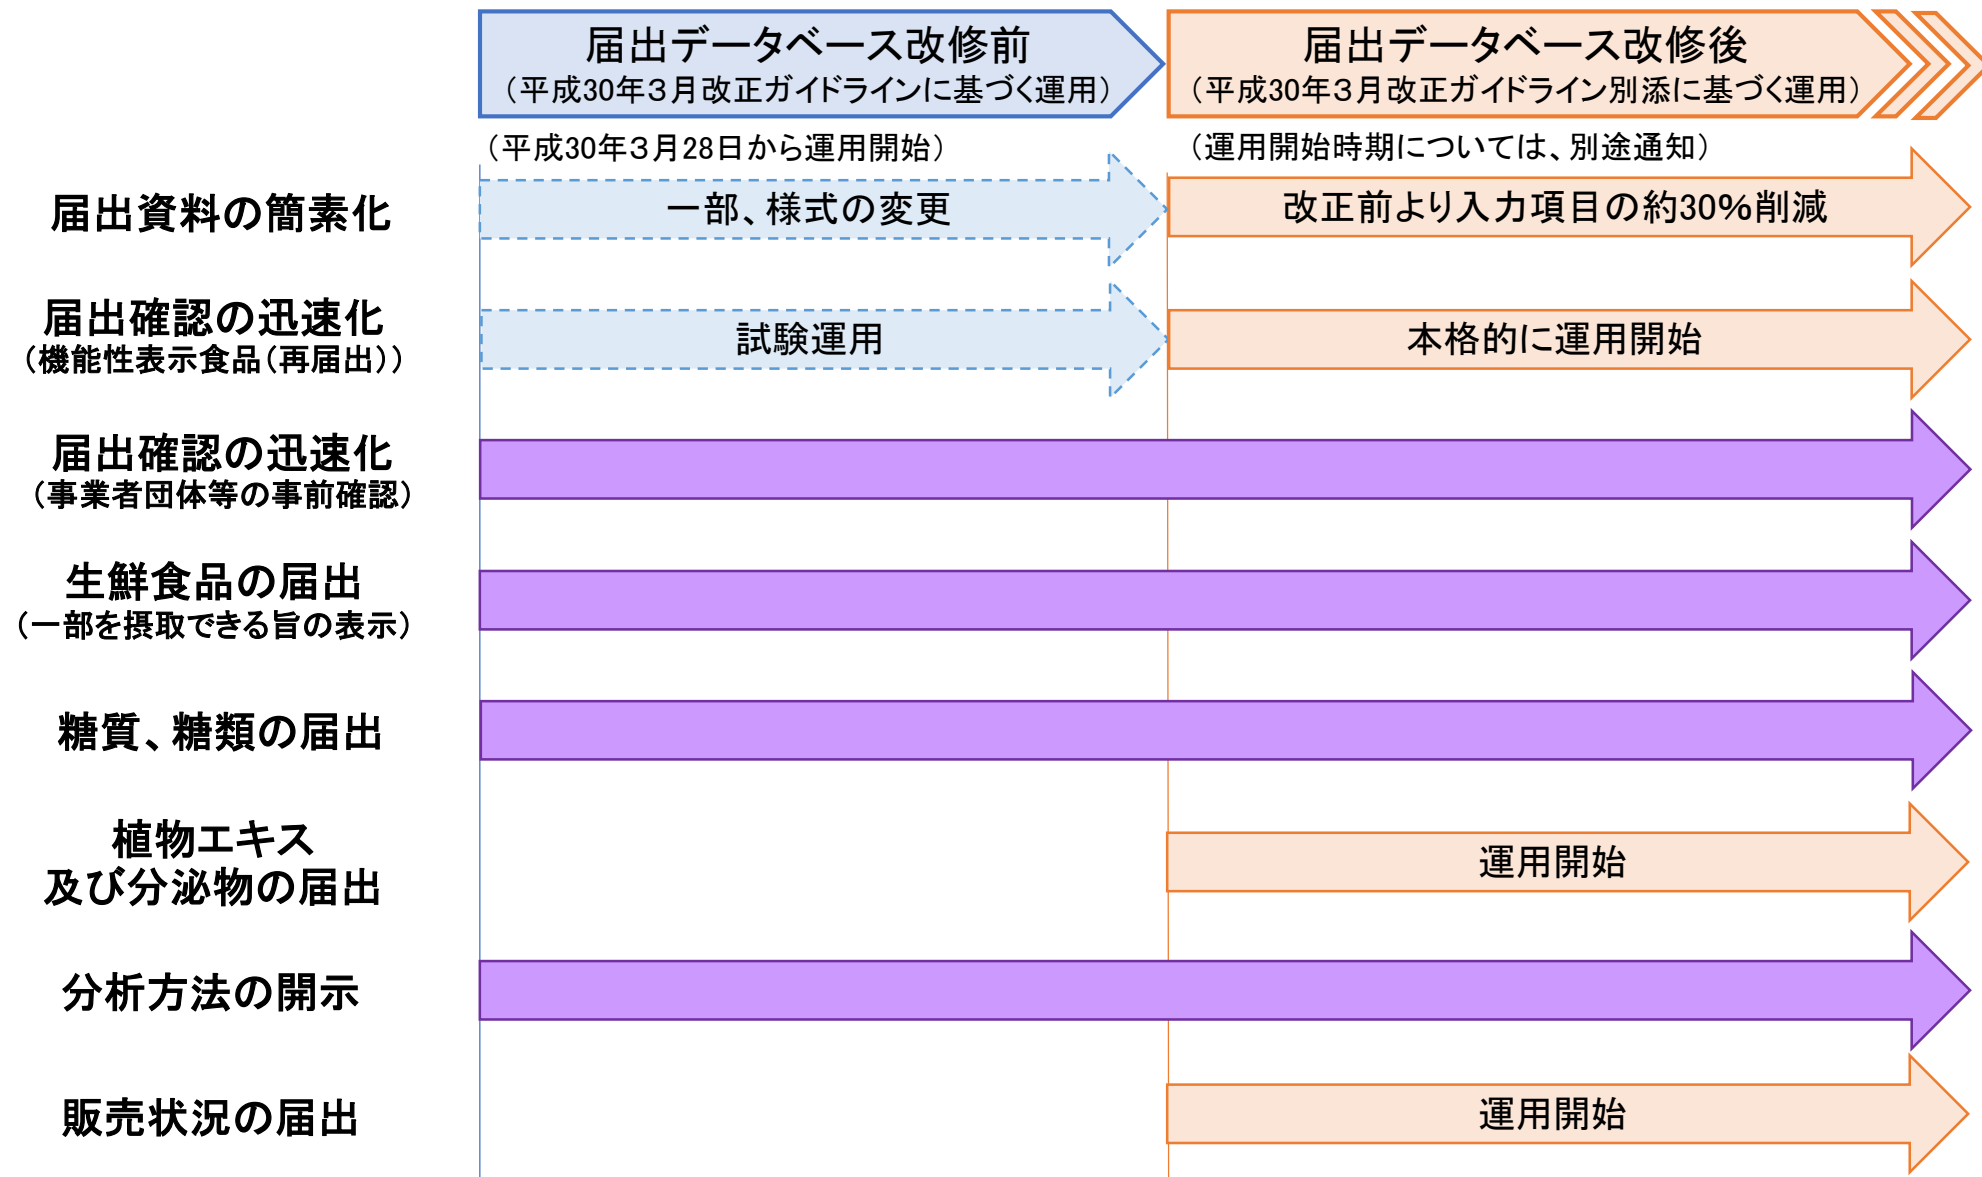 届出データベース改修前
（平成30年３月改正ガイドラインに基づく運用）
届出データベース改修後
（平成30年３月改正ガイドライン別添に基づく運用）
（平成30年３月28日から運用開始）
（運用開始時期については、別途通知）
届出資料の簡素化
一部、様式の変更
改正前より入力項目の約30%削減
届出確認の迅速化
（機能性表示食品（再届出））
試験運用
本格的に運用開始
届出確認の迅速化
（事業者団体等の事前確認）
生鮮食品の届出
（一部を摂取できる旨の表示）
糖質、糖類の届出
植物エキス
及び分泌物の届出
運用開始
分析方法の開示
販売状況の届出
運用開始